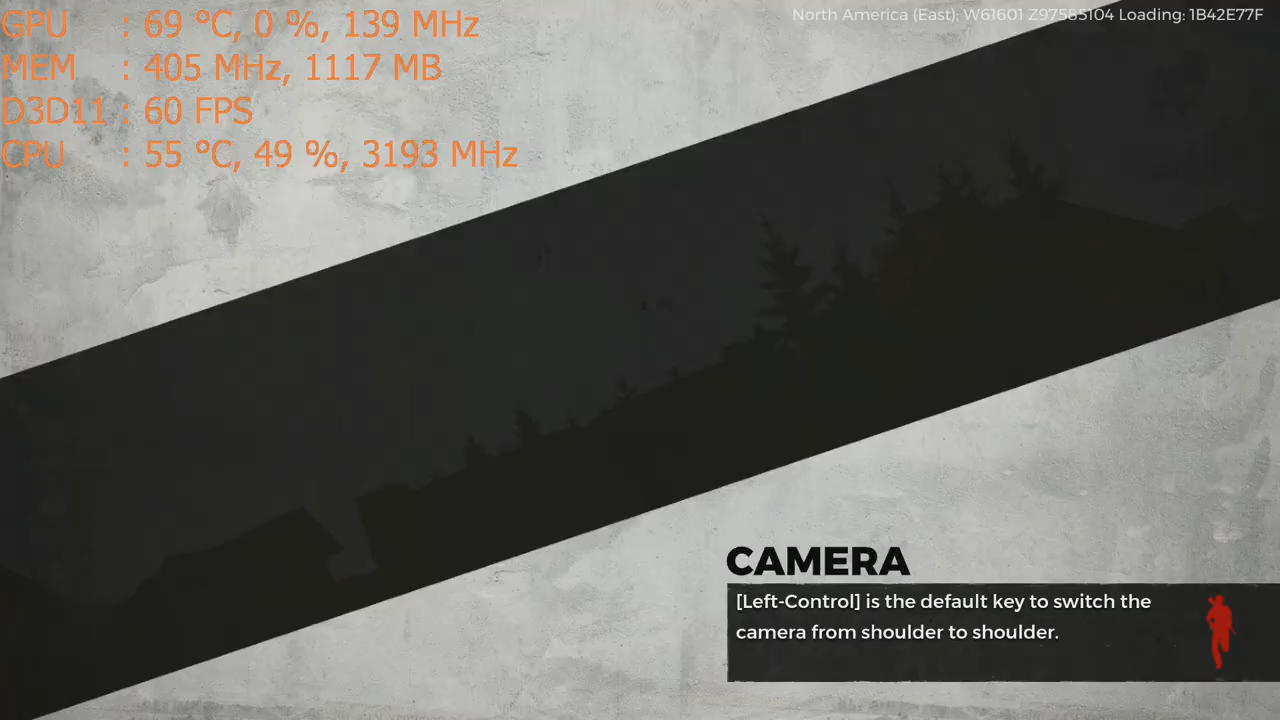 North America (East); W61601 Z97585104 Loading: 1B42E77F
GPU : 69 °C, 0 %, 139 MHz
MEM : 405 MHz, 1117 MB
D3D11 : 60 FPS
CPU : 55 °C, 49 %, 3193 MHz
CAMERA
[Left-Control] is the default key to switch the
camera from shoulder to shoulder.